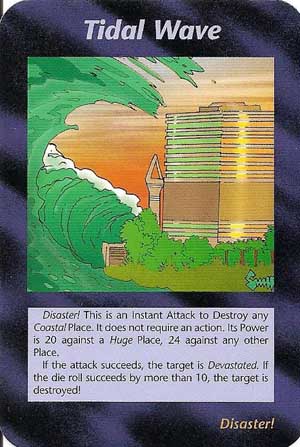 Tidal Wave
Disaster! This is an Instant Attack to Destroy any
Coastal Place. It does not require an action. Its Power
is 20 against a Huge Place, 24 against any other
Place.
If the attack succeeds, the target is Devastated. If
the die roll succeeds by more than 10, the target is
destroyed!
Disaster!